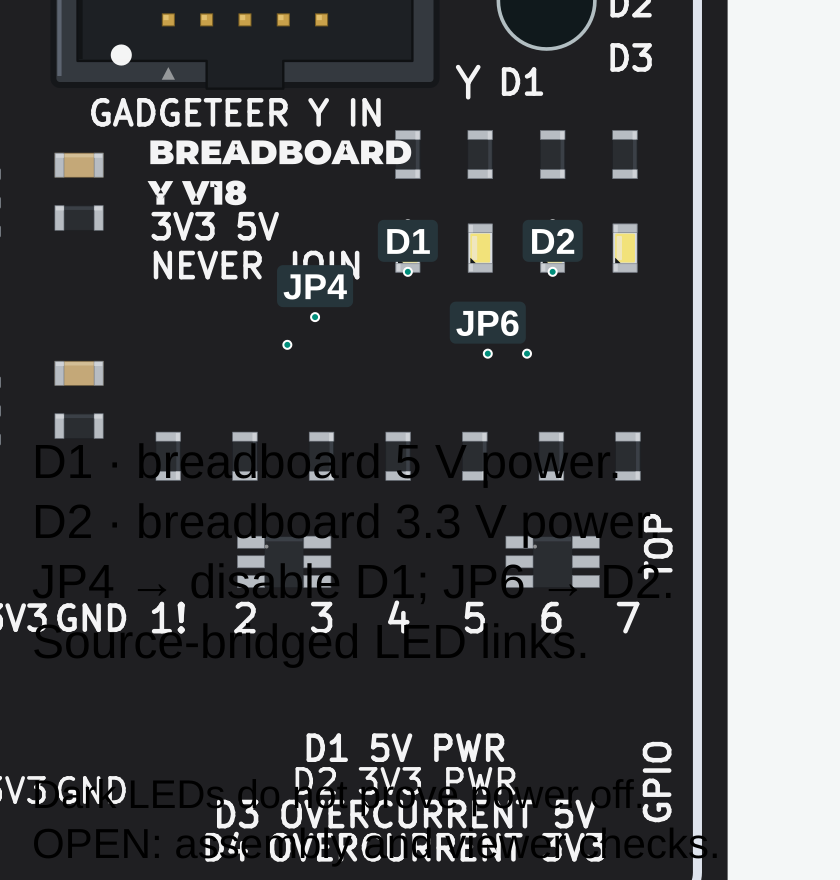 D2
D3
Y D1
GADGETEER Y IN
BREADBOARD
Y V18
3V3 5V
NEVER JOIN
D1
D2
JP4
JP6
D1 · breadboard 5 V power.
D2 · breadboard 3.3 V power.
TOP
JP4 → disable D1; JP6 → D2.
3V3 GND 1! 2 3 4 5 6 7
Source-bridged LED links.
D1 5V PWR
GPIO
D2 3V3 PWR
3V3 GND
Dark LEDs do not prove power off.
D3 OVERCURRENT 5V
D4 OVERCURRENT 3V3
OPEN: assembly and viewer checks.